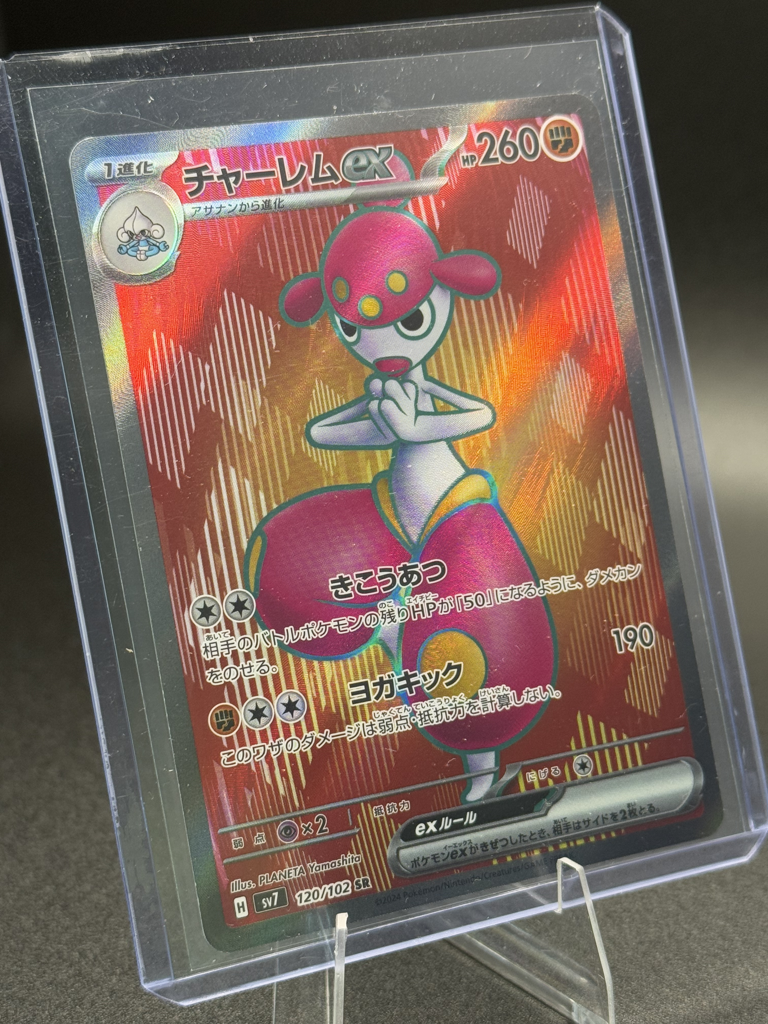 1進化
チャーレムex
HP260
アサナンから進化
きこうあつ
相手のバトルポケモンの残りHPが「50」になるように、ダメカン
をのせる。
ヨガキック 190
このワザのダメージは弱点・抵抗力を計算しない。
弱点 ×2 抵抗力 にげる
exルール
ポケモンexがきぜつしたとき、相手はサイドを2枚とる。
Illus. PLANETA Yamashita
H SV7 120/102 SR
©2024 Pokémon/Nintendo/Creatures/GAME